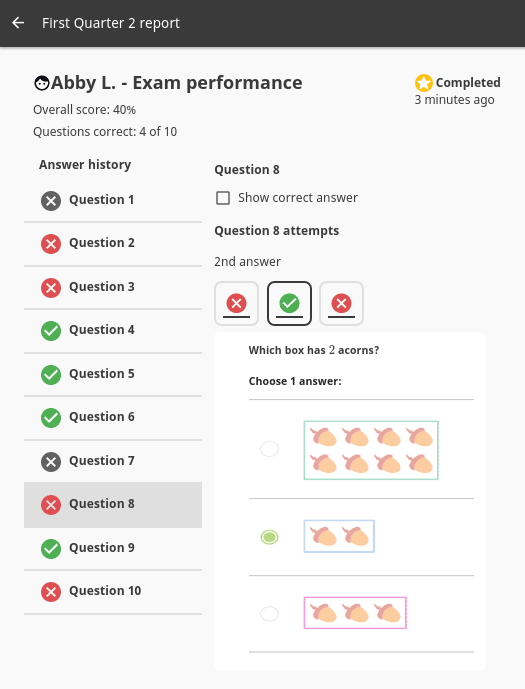 First Quarter 2 report
Abby L. - Exam performance
Completed
3 minutes ago
Overall score: 40%
Questions correct: 4 of 10
Answer history
Question 1
Question 2
Question 3
Question 4
Question 5
Question 6
Question 7
Question 8
Question 9
Question 10
Question 8
Show correct answer
Question 8 attempts
2nd answer
Which box has 2 acorns?
Choose 1 answer: